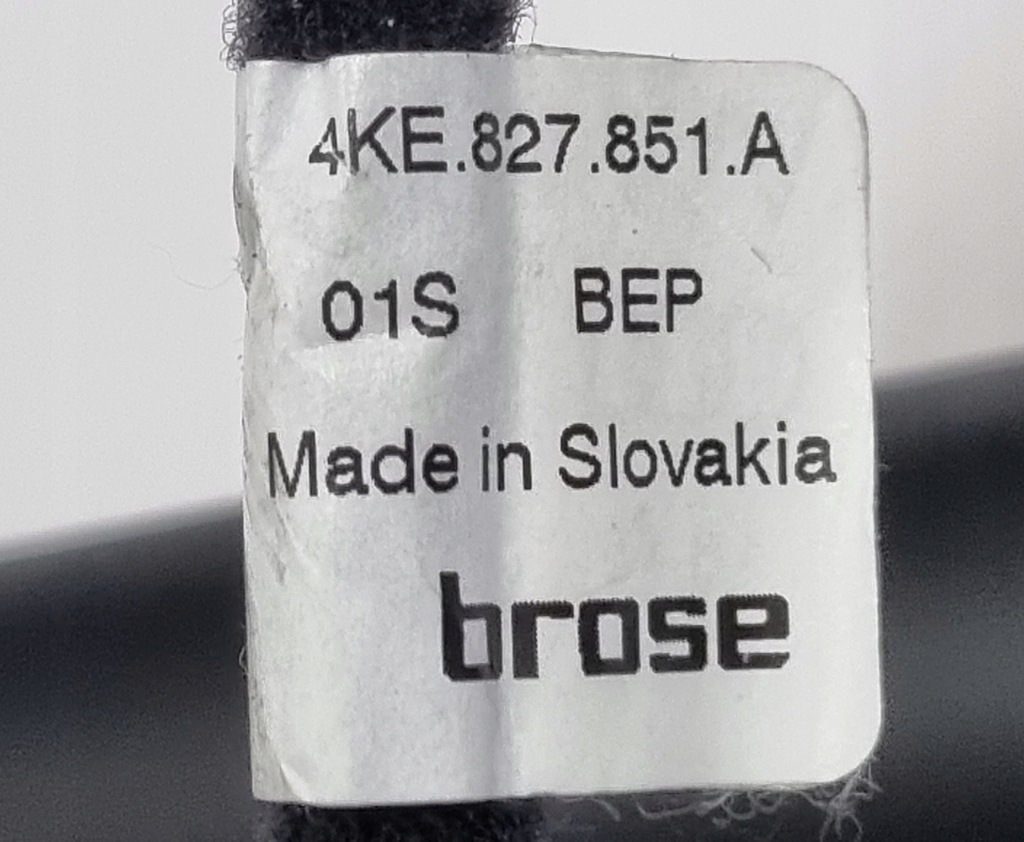 4KE.827.851.A
01S BEP
Made in Slovakia
brose